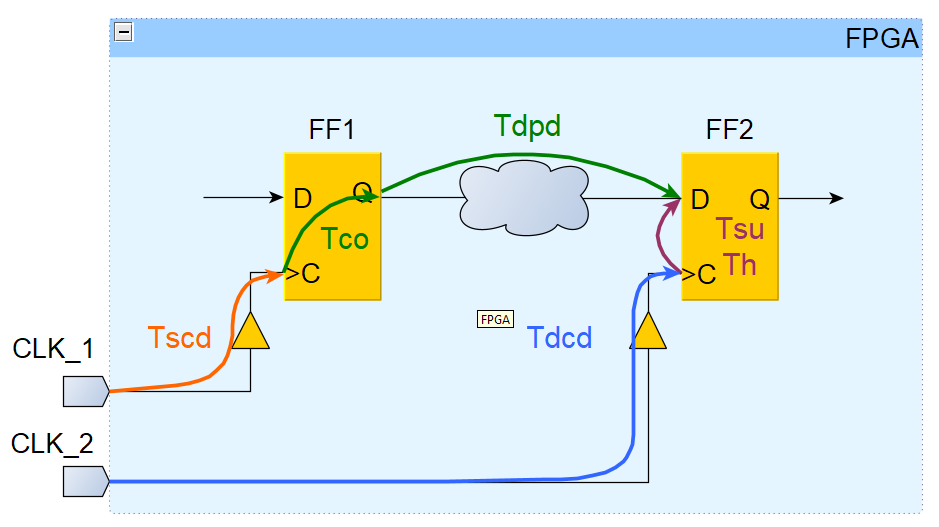 FPGA
FF1
Tdpd
FF2
D
Q
D
Q
Tco
Tsu
>C
>C
Th
FPGA
Tscd
Tdcd
CLK_1
CLK_2